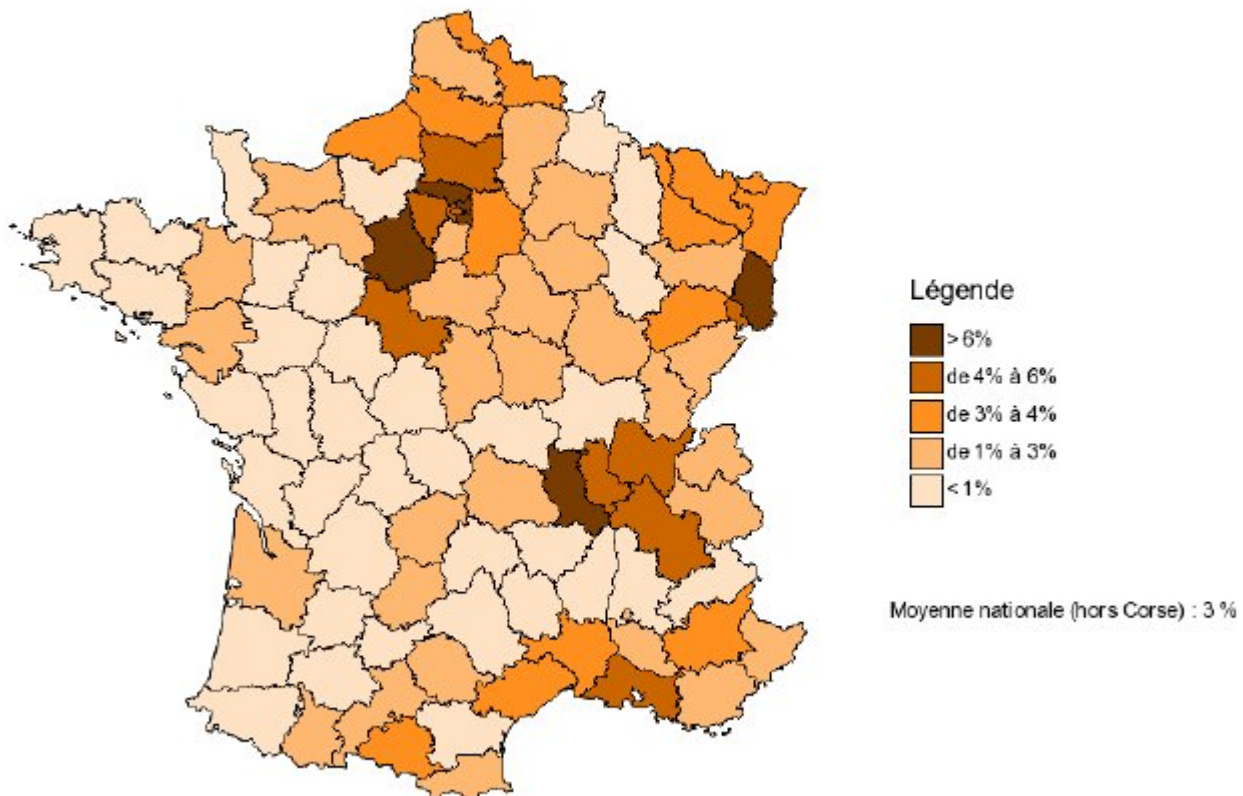 Légende
> 6%
de 4% à 6%
de 3% à 4%
de 1% à 3%
< 1%
Moyenne nationale (hors Corse) : 3 %